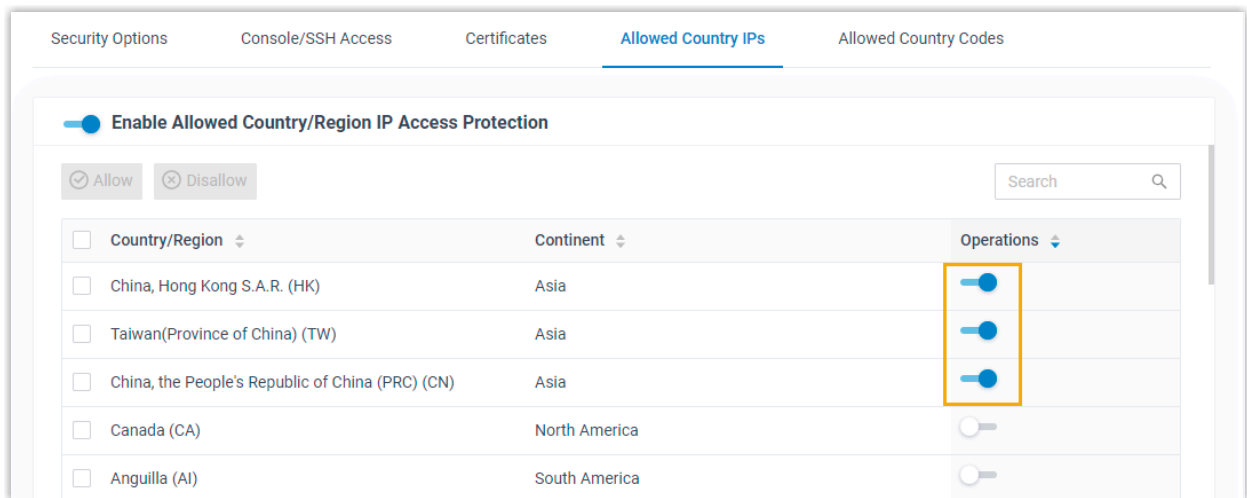 Security Options Console/SSH Access Certificates Allowed Country IPs Allowed Country Codes
Enable Allowed Country/Region IP Access Protection
Allow Disallow Search
Country/Region Continent Operations
China, Hong Kong S.A.R. (HK) Asia
Taiwan(Province of China) (TW) Asia
China, the People's Republic of China (PRC) (CN) Asia
Canada (CA) North America
Anguilla (AI) South America